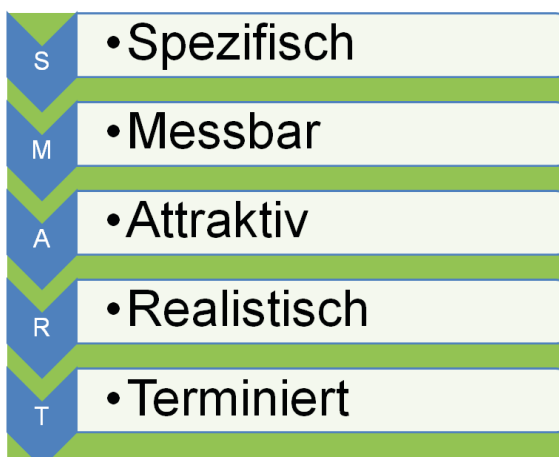 S •Spezifisch
M •Messbar
A •Attraktiv
R •Realistisch
T •Terminiert